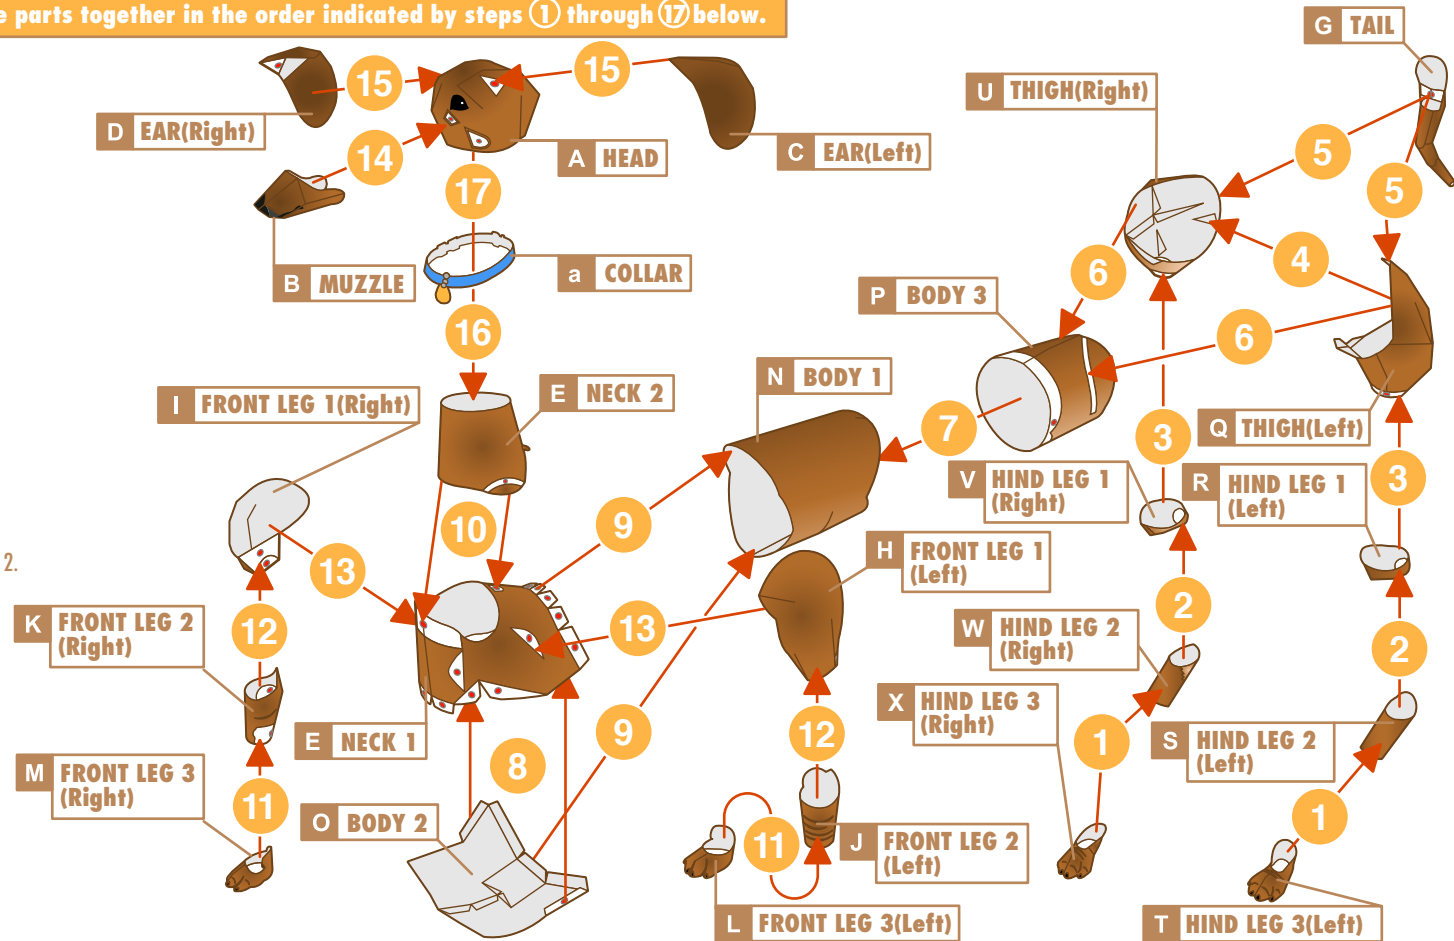 e parts together in the order indicated by steps 1 through 17 below.
G TAIL
15
15
U THIGH(Right)
D EAR(Right)
14
A HEAD
C EAR(Left)
5
17
5
B MUZZLE
a COLLAR
6
4
P BODY 3
16
6
I FRONT LEG 1(Right)
E NECK 2
N BODY 1
7
Q THIGH(Left)
3
V HIND LEG 1
(Right)
R HIND LEG 1
(Left)
3
10
9
2.
13
H FRONT LEG 1
(Left)
K FRONT LEG 2
(Right)
12
13
2
W HIND LEG 2
(Right)
2
X HIND LEG 3
(Right)
E NECK 1
9
12
1
S HIND LEG 2
(Left)
M FRONT LEG 3
(Right)
8
11
O BODY 2
1
11
J FRONT LEG 2
(Left)
L FRONT LEG 3(Left)
T HIND LEG 3(Left)